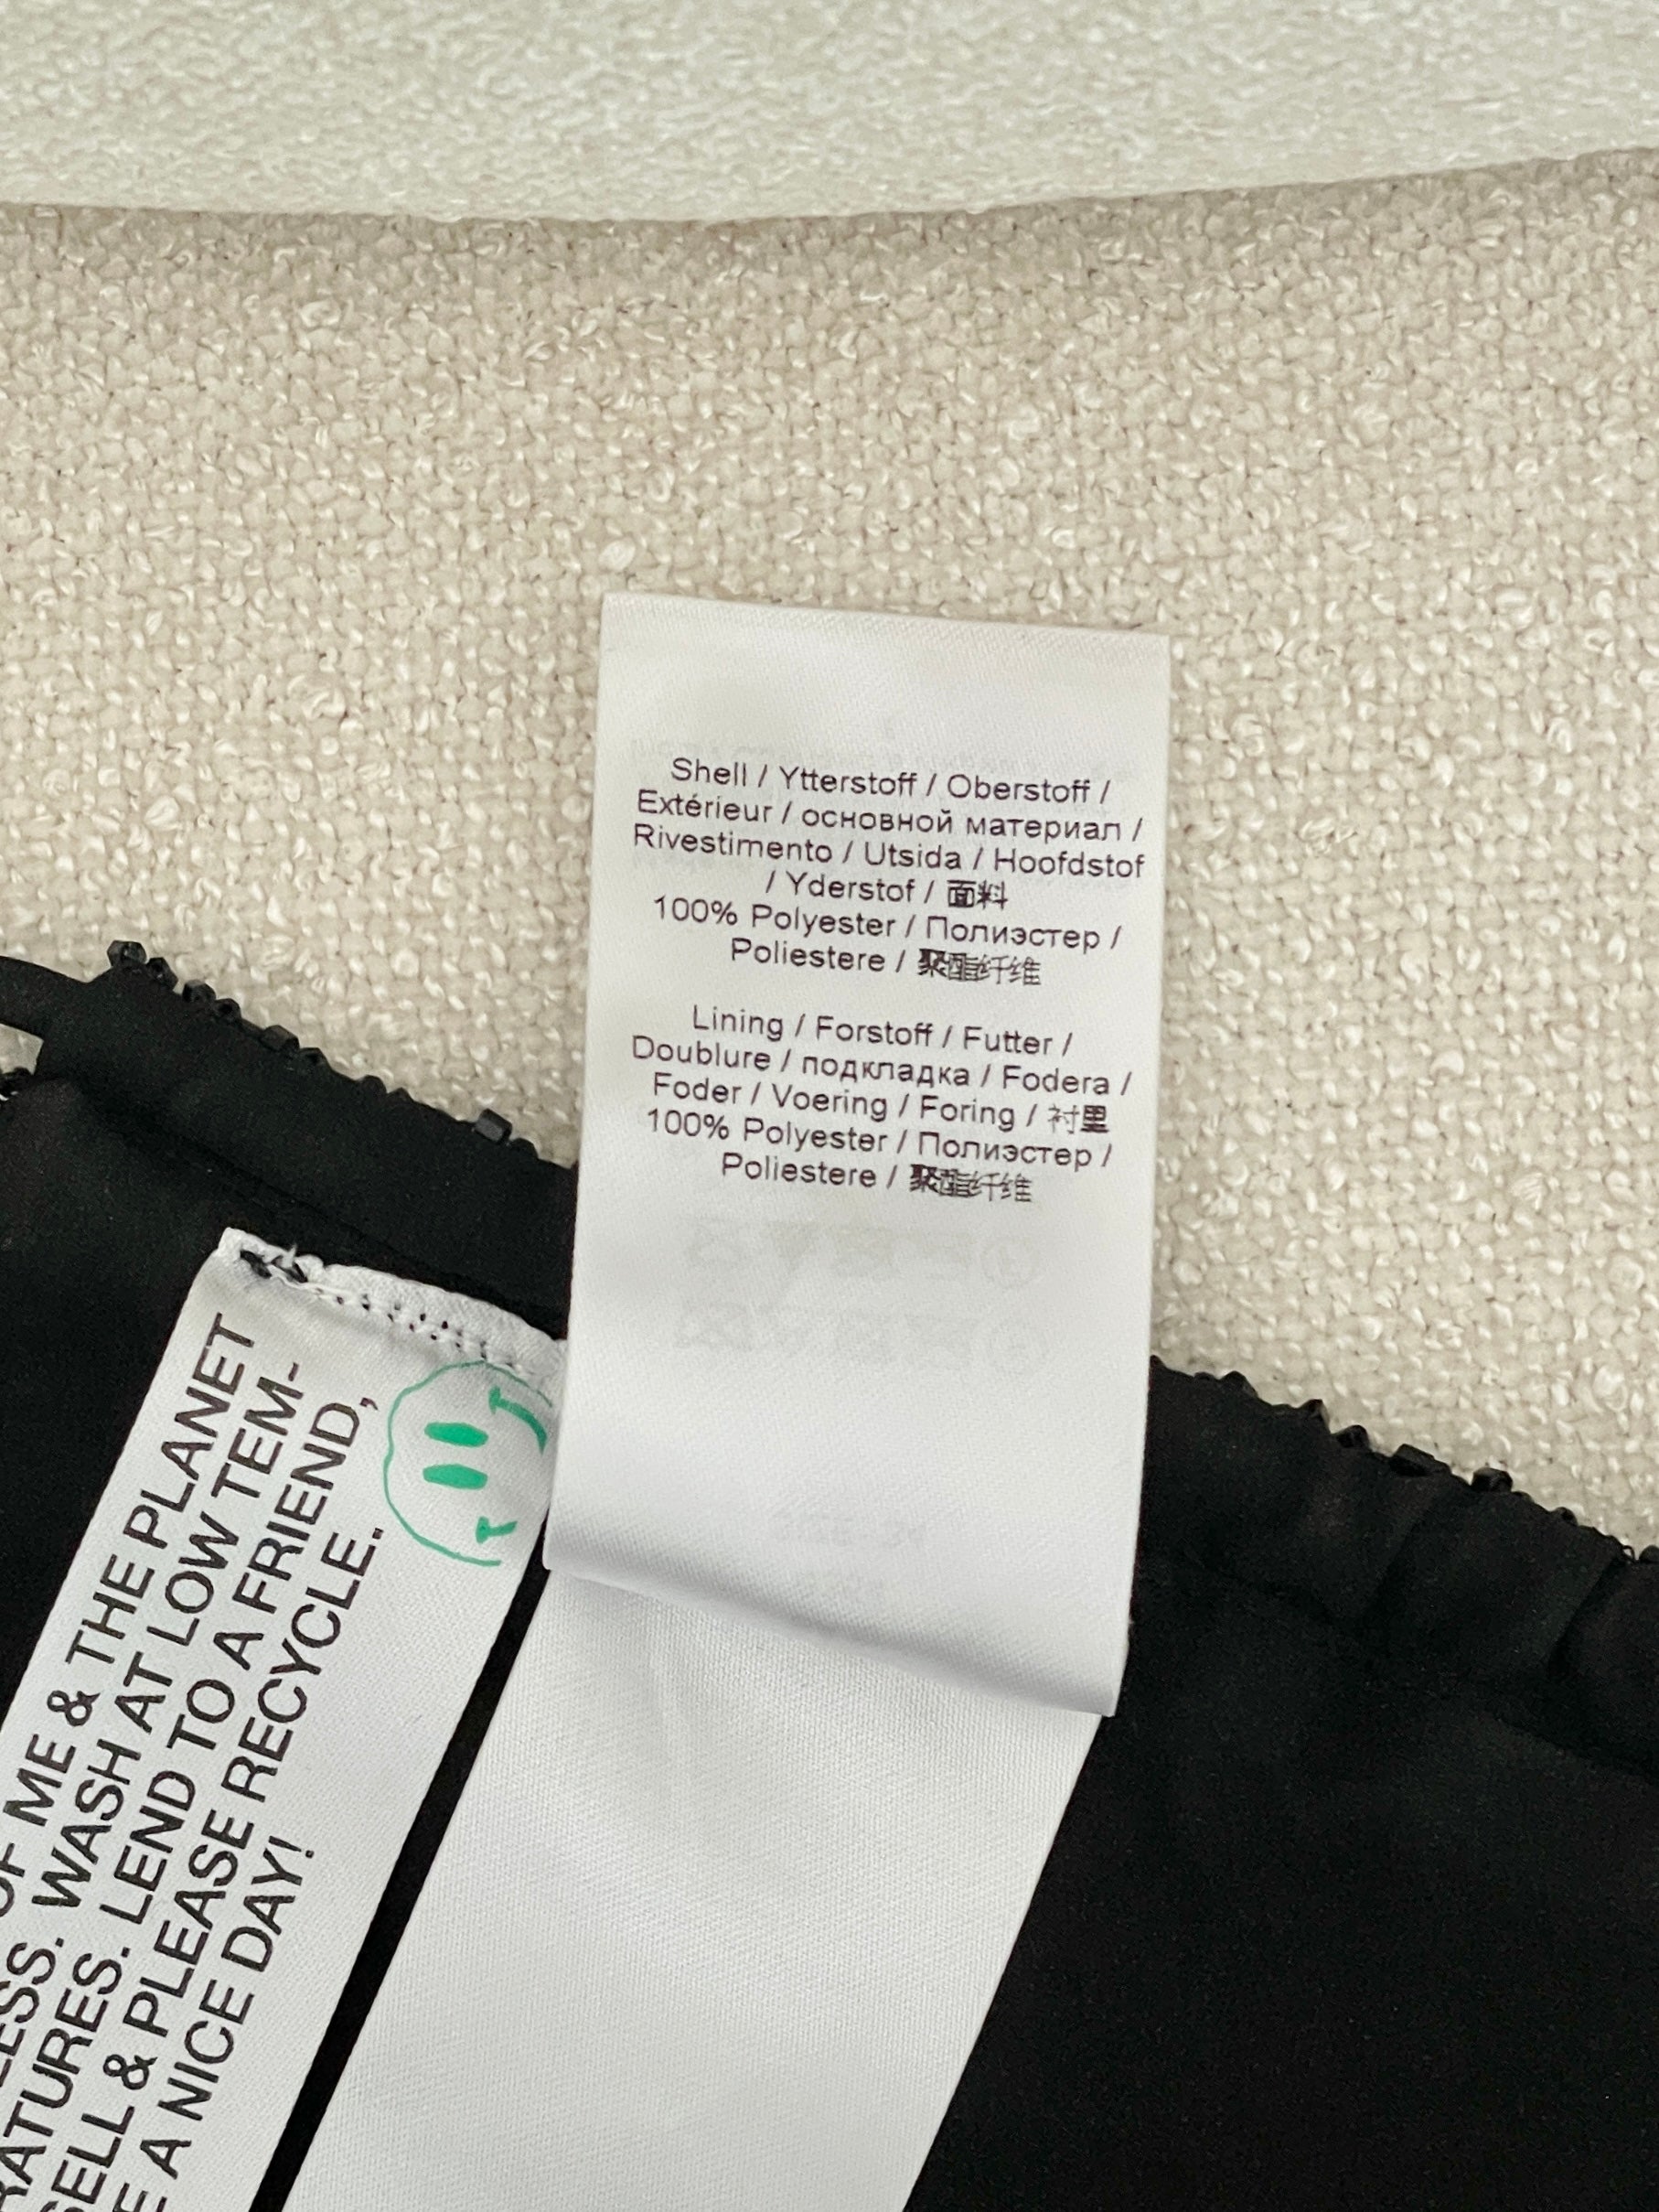 Shell / Ytterstoff / Oberstoff /
Extérieur / основной материал /
Rivestimento / Utsida / Hoofdstof
/ Yderstof / 面料
100% Polyester / Полиэстер /
Poliestere / 聚酯纤维
Lining / Forstoff / Futter /
Doublure / подкладка / Fodera /
Foder / Voering / Foring / 衬里
100% Polyester / Полиэстер /
Poliestere / 聚酯纤维
OF ME & THE PLANET
LESS. WASH AT LOW TEM-
RATURES. LEND TO A FRIEND,
SELL & PLEASE RECYCLE.
E A NICE DAY!